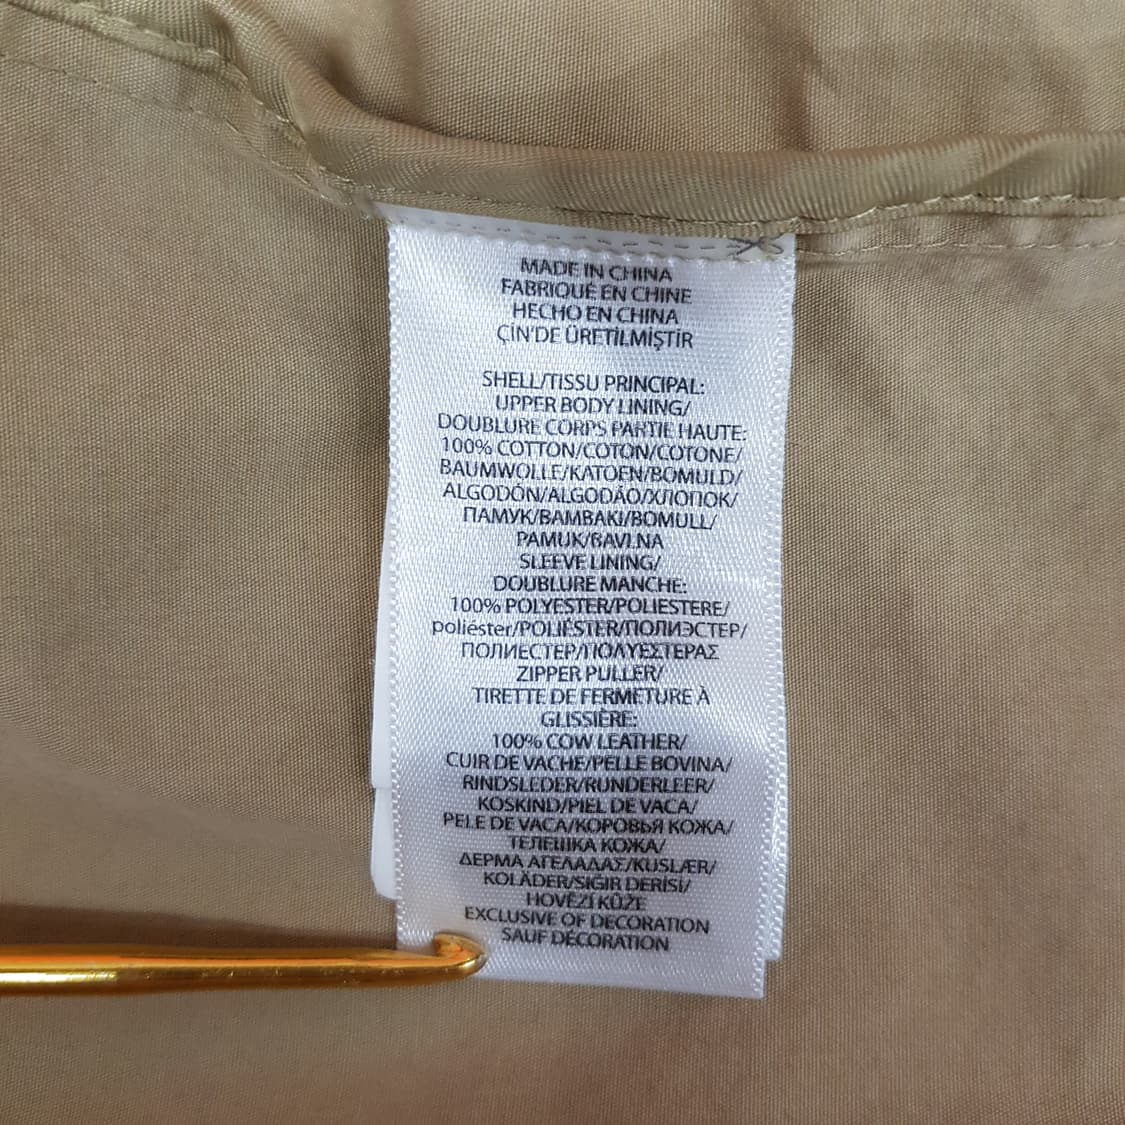 MADE IN CHINA
FABRIQUÉ EN CHINE
HECHO EN CHINA
ÇİN'DE ÜRETİLMİŞTİR
SHELL/TISSU PRINCIPAL:
UPPER BODY LINING/
DOUBLURE CORPS PARTIE HAUTE:
100% COTTON/COTON/COTONE/
BAUMWOLLE/KATOEN/BOMULD/
ALGODÓN/ALGODÃO/ХЛОПОК/
ПАМУК/BAMBAKI/BOMULL/
PAMUK/BAVLNA
SLEEVE LINING/
DOUBLURE MANCHE:
100% POLYESTER/POLIESTERE/
poliéster/POLIÉSTER/ПОЛИЭСТЕР/
ПОЛИЕСТЕР/ΠΟΛΥΕΣΤΕΡΑΣ
ZIPPER PULLER/
TIRETTE DE FERMETURE À
GLISSIÈRE:
100% COW LEATHER/
CUIR DE VACHE/PELLE BOVINA/
RINDSLEDER/RUNDERLEER/
KOSKIND/PIEL DE VACA/
PELE DE VACA/КОРОВЬЯ КОЖА/
ТЕЛЕШКА КОЖА/
ΔΕΡΜΑ ΑΓΕΛΑΔΑΣ/KUSLÆR/
KOLÄDER/SIĞIR DERİSİ/
HOVĚZÍ KŮŽE
EXCLUSIVE OF DECORATION
SAUF DÉCORATION